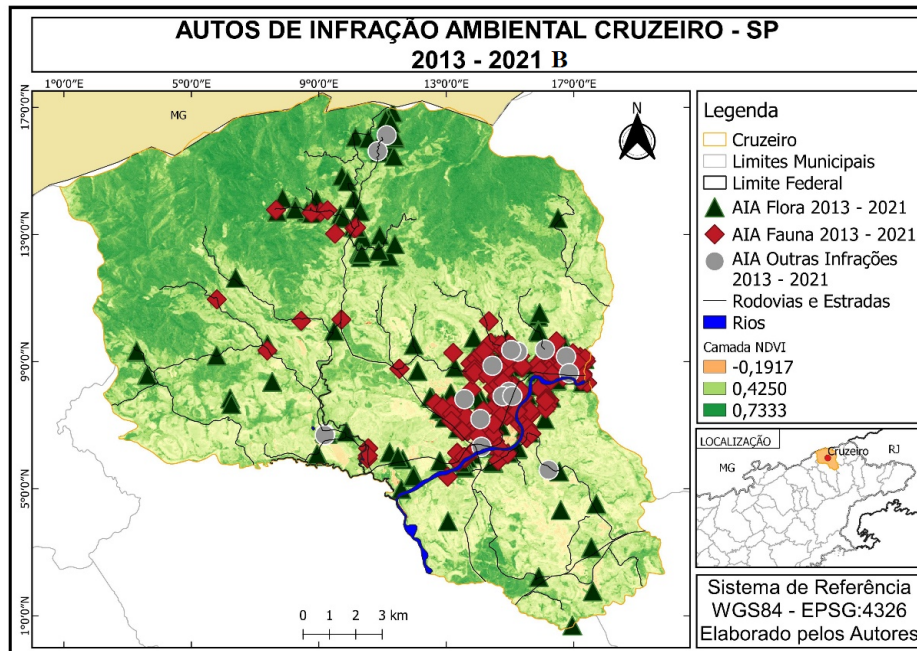 AUTOS DE INFRAÇÃO AMBIENTAL CRUZEIRO - SP
2013 - 2021 B
1°0'0"N
5°0'0"N
9°0'0"N
13°0'0"N
17°0'0"N
17°0'0"N
13°0'0"N
9°0'0"N
5°0'0"N
1°0'0"N
MG
N
0 1 2 3 km
Legenda
Cruzeiro
Limites Municipais
Limite Federal
AIA Flora 2013 - 2021
AIA Fauna 2013 - 2021
AIA Outras Infrações
2013 - 2021
Rodovias e Estradas
Rios
Camada NDVI
-0,1917
0,4250
0,7333
LOCALIZAÇÃO
Cruzeiro
RJ
MG
Sistema de Referência
WGS84 - EPSG:4326
Elaborado pelos Autores